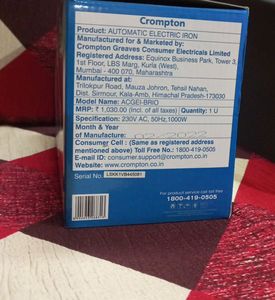 Crompton
Product: AUTOMATIC ELECTRIC IRON
Manufactured for & Marketed by:
Crompton Greaves Consumer Electricals Limited
Registered Address: Equinox Business Park, Tower 3,
1st Floor, LBS Marg, Kurla (West),
Mumbai - 400 070, Maharashtra
Manufactured At:
Trilokpur Road, Mauza Johron, Tehsil Nahan,
Dist. Sirmour, Kala-Amb, Himachal Pradesh-173030
Model Name: ACGEI-BRIO
MRP: ₹ 1,030.00 (incl. of all taxes) Quantity: 1 U
Specification: 230V AC, 50Hz,1000W
Month & Year
of Manufacture: 02/2022
Consumer Cell: (Same as registered address
mentioned above) Toll Free No.: 1800-419-0505
E-mail ID: consumer.support@crompton.co.in
www.crompton.co.in
Serial No.
For product service call toll free no.
1800-419-0505